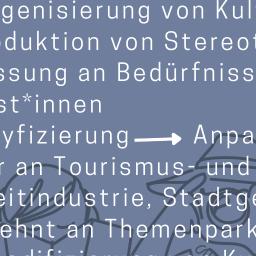 genisierung von Kul
duktion von Stereot
ssung an Bedürfniss
st*innen
yfizierung → Anpa
r an Tourismus- und
eitindustrie, Stadtge
ehnt an Themenpark